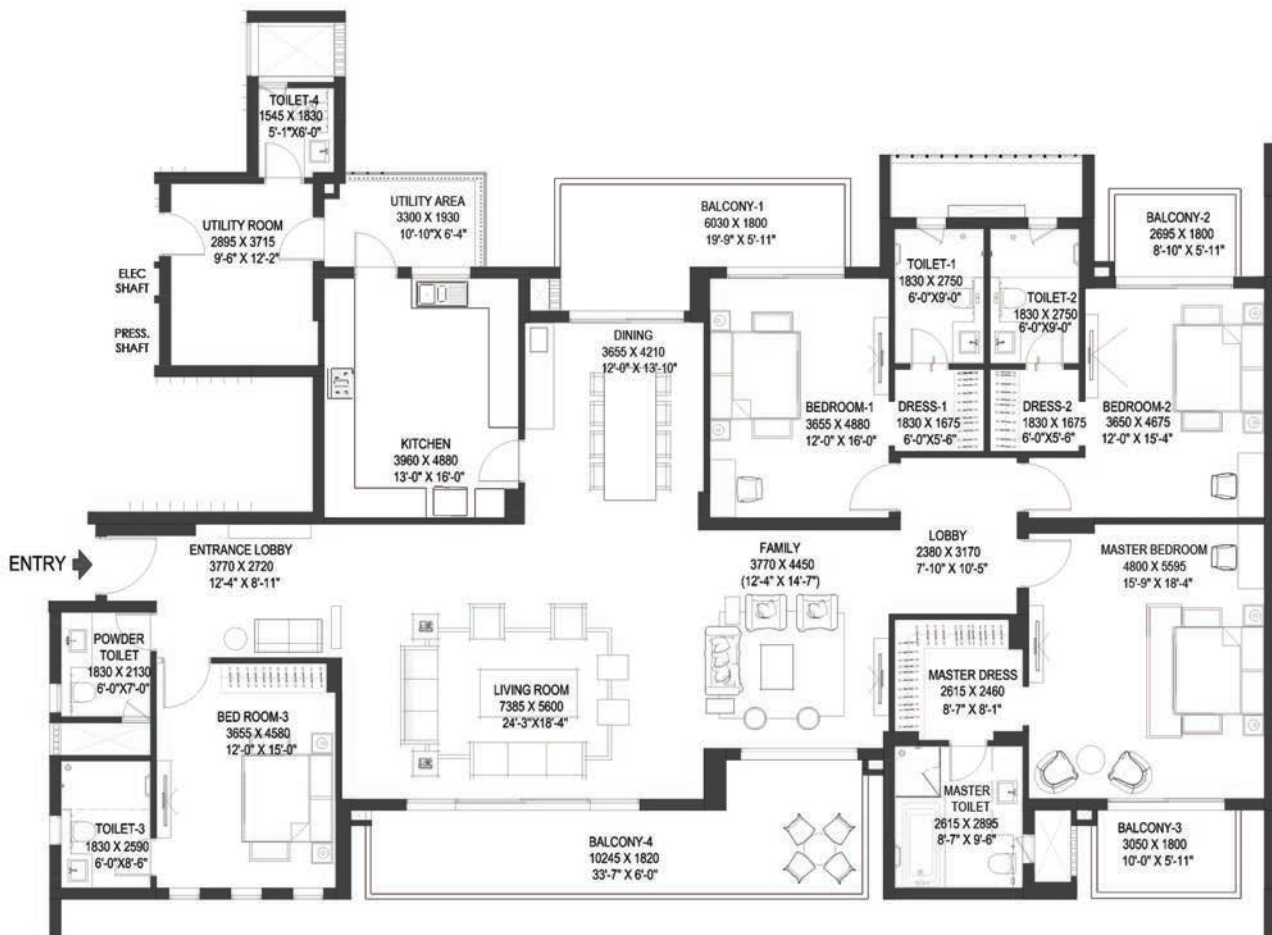 TOILET-4
1545 X 1830
5'-1"X6'-0"
UTILITY ROOM
2895 X 3715
9'-6" X 12'-2"
UTILITY AREA
3300 X 1930
10'-10"X 6'-4"
BALCONY-1
6030 X 1800
19'-9" X 5'-11"
BALCONY-2
2695 X 1800
8'-10" X 5'-11"
ELEC
SHAFT
PRESS.
SHAFT
TOILET-1
1830 X 2750
6'-0"X9'-0"
TOILET-2
1830 X 2750
6'-0"X9'-0"
DINING
3655 X 4210
12'-0" X 13'-10"
KITCHEN
3960 X 4880
13'-0" X 16'-0"
BEDROOM-1
3655 X 4880
12'-0" X 16'-0"
DRESS-1
1830 X 1675
6'-0"X5'-6"
DRESS-2
1830 X 1675
6'-0"X5'-6"
BEDROOM-2
3650 X 4675
12'-0" X 15'-4"
ENTRY
ENTRANCE LOBBY
3770 X 2720
12'-4" X 8'-11"
FAMILY
3770 X 4450
(12'-4" X 14'-7")
LOBBY
2380 X 3170
7'-10" X 10'-5"
MASTER BEDROOM
4800 X 5595
15'-9" X 18'-4"
POWDER
TOILET
1830 X 2130
6'-0"X7'-0"
BED ROOM-3
3655 X 4580
12'-0" X 15'-0"
LIVING ROOM
7385 X 5600
24'-3"X18'-4"
MASTER DRESS
2615 X 2460
8'-7" X 8'-1"
TOILET-3
1830 X 2590
6'-0"X8'-6"
BALCONY-4
10245 X 1820
33'-7" X 6'-0"
MASTER
TOILET
2615 X 2895
8'-7" X 9'-6"
BALCONY-3
3050 X 1800
10'-0" X 5'-11"